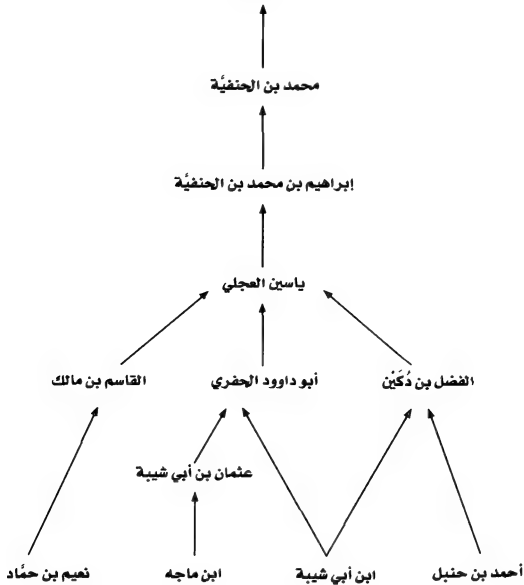 محمد بن الحنفيَّة
إبراهيم بن محمد بن الحنفيَّة
ياسين العجلي
الفضل بن دُكَيْن أبو داوود الحفري القاسم بن مالك
عثمان بن أبي شيبة
أحمد بن حنبل ابن أبي شيبة ابن ماجه نعيم بن حمَّاد